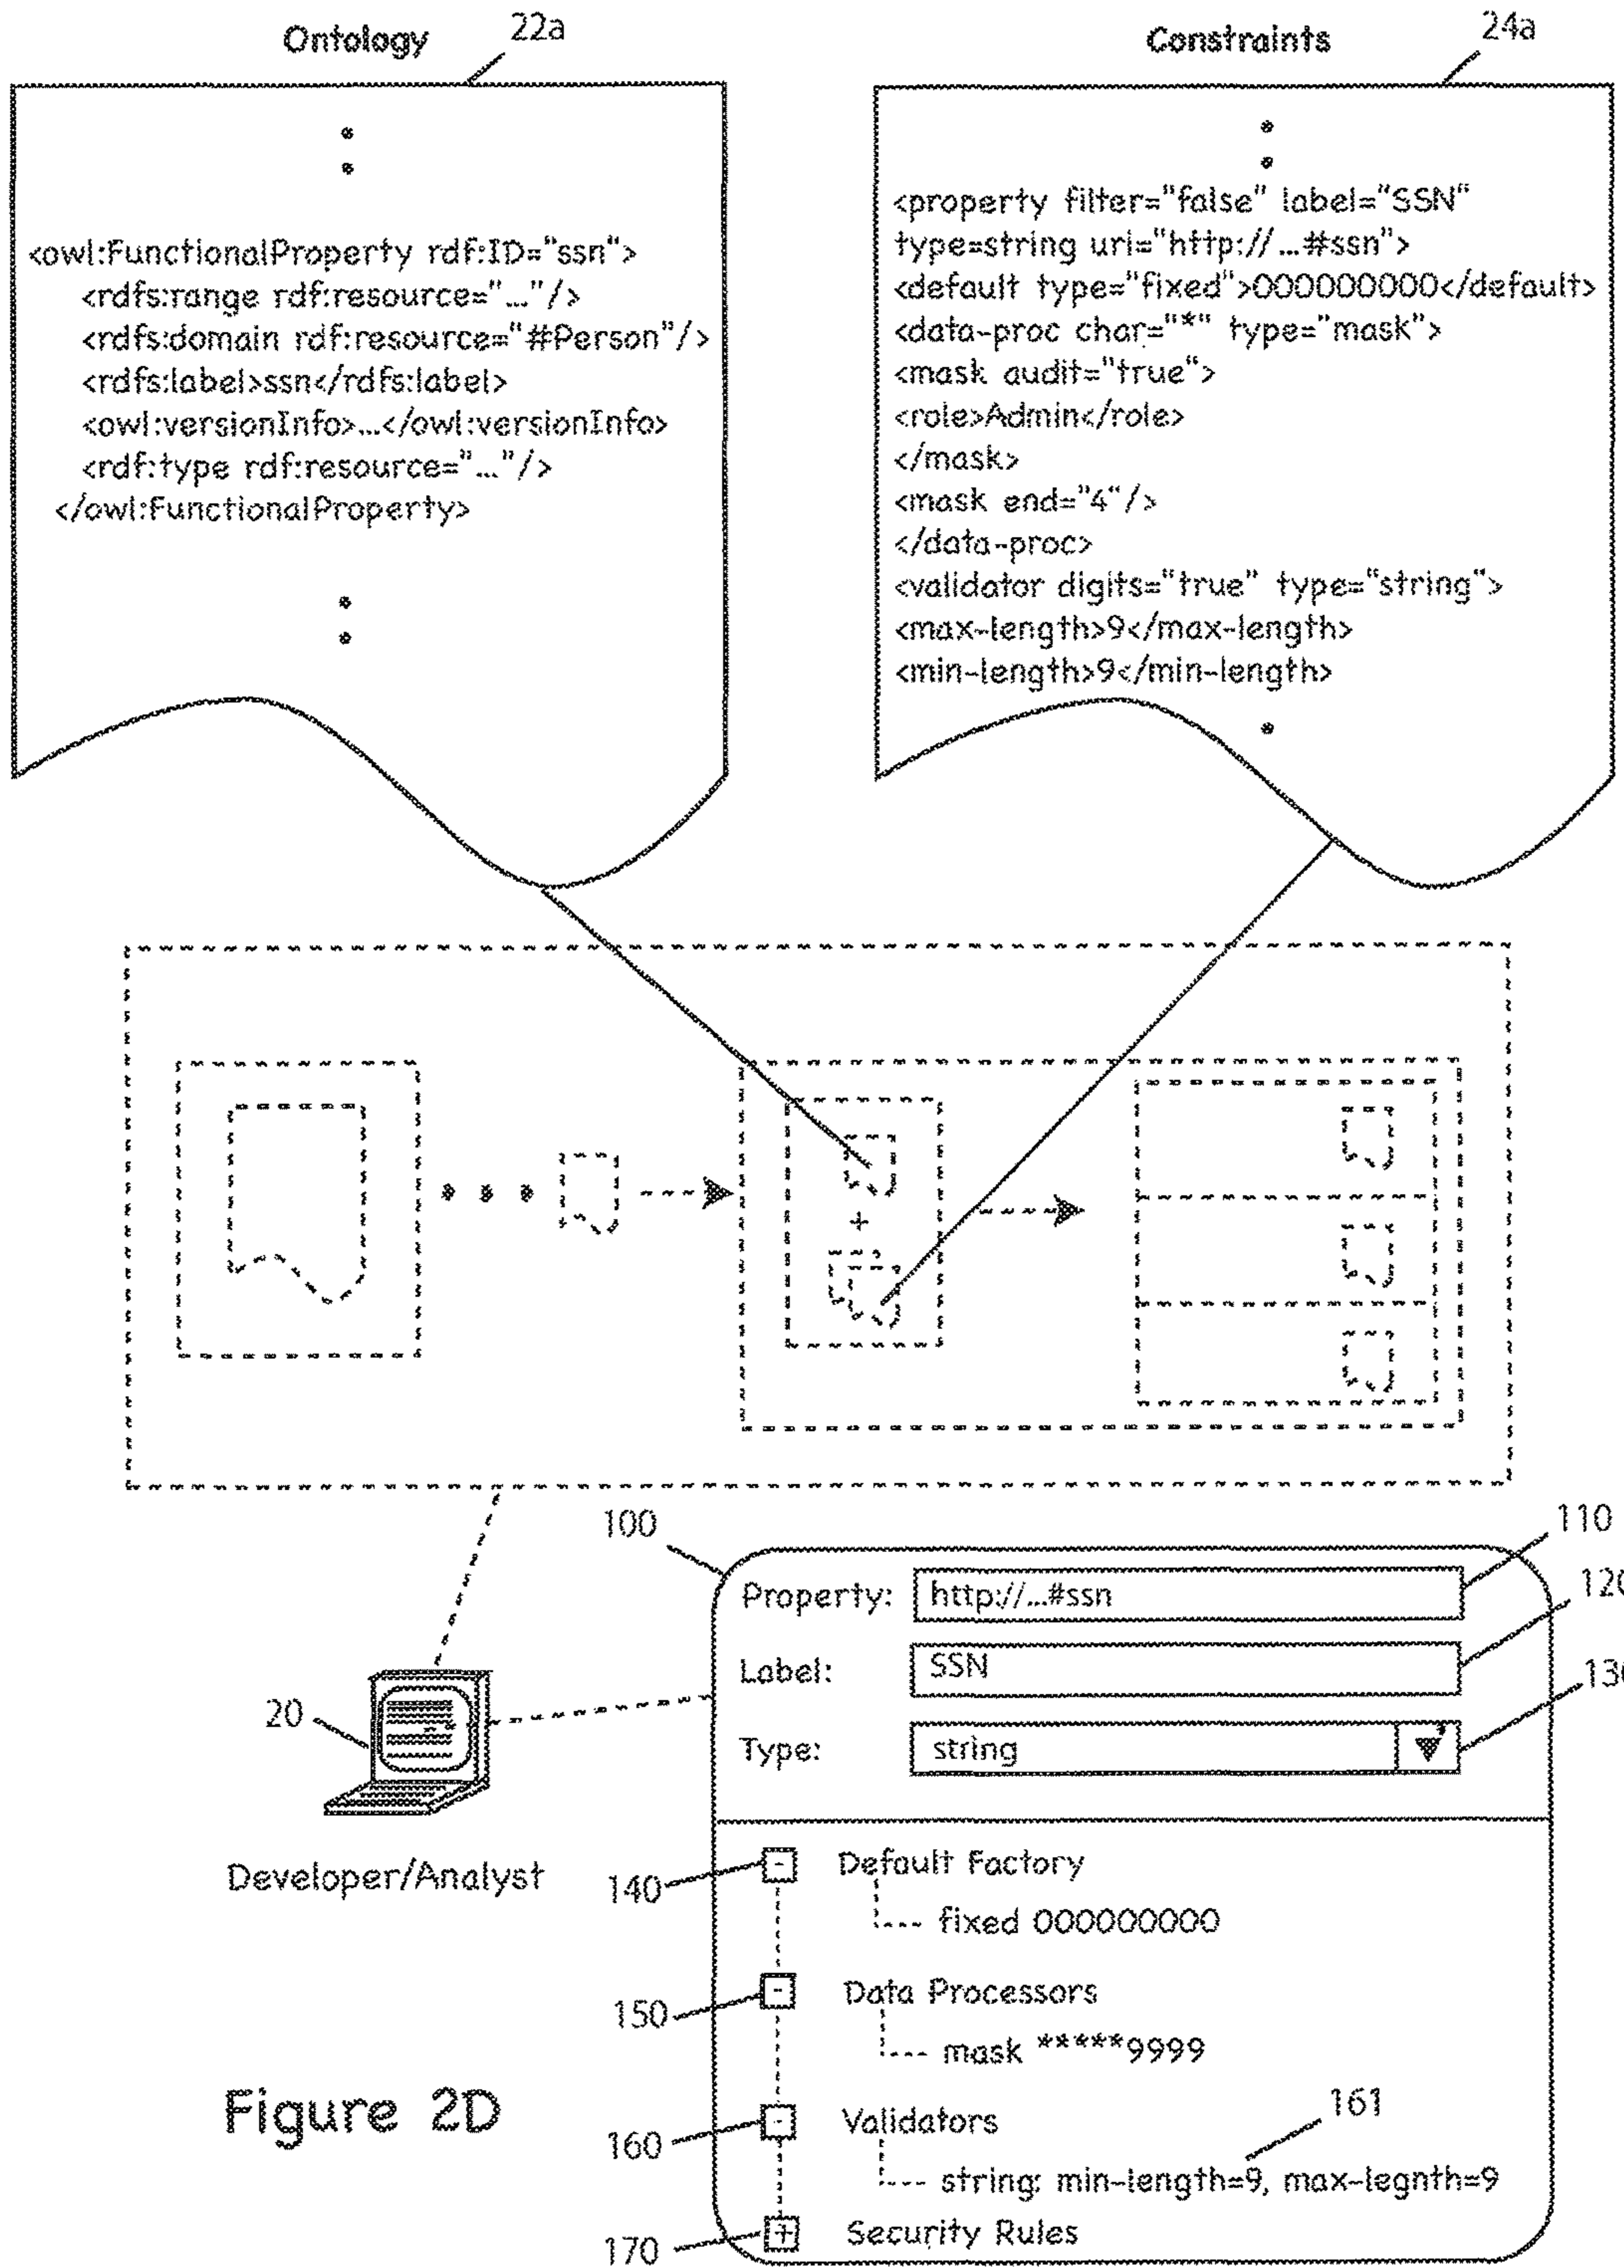 Ontology
22a
<owl:FunctionalProperty rdf:ID="ssn">
<rdfs:range rdf:resource="..."/>
<rdfs:domain rdf:resource="#Person"/>
<rdfs:label>ssn</rdfs:label>
<owl:versionInfo>...</owl:versionInfo>
<rdf:type rdf:resource="..."/>
</owl:FunctionalProperty>
Constraints
24a
<property filter="false" label="SSN"
type=string uri="http://...#ssn">
<default type="fixed">000000000</default>
<data-proc char="*" type="mask">
<mask audit="true">
<role>Admin</role>
</mask>
<mask end="4"/>
</data-proc>
<validator digits="true" type="string">
<max-length>9</max-length>
<min-length>9</min-length>
+
100
110
Property: http://...#ssn
120
Label: SSN
130
Type: string
20
Developer/Analyst
140
- Default Factory
fixed 000000000
150
- Data Processors
mask *****9999
160
- Validators
161
string: min-length=9, max-legnth=9
170
+ Security Rules
Figure 2D